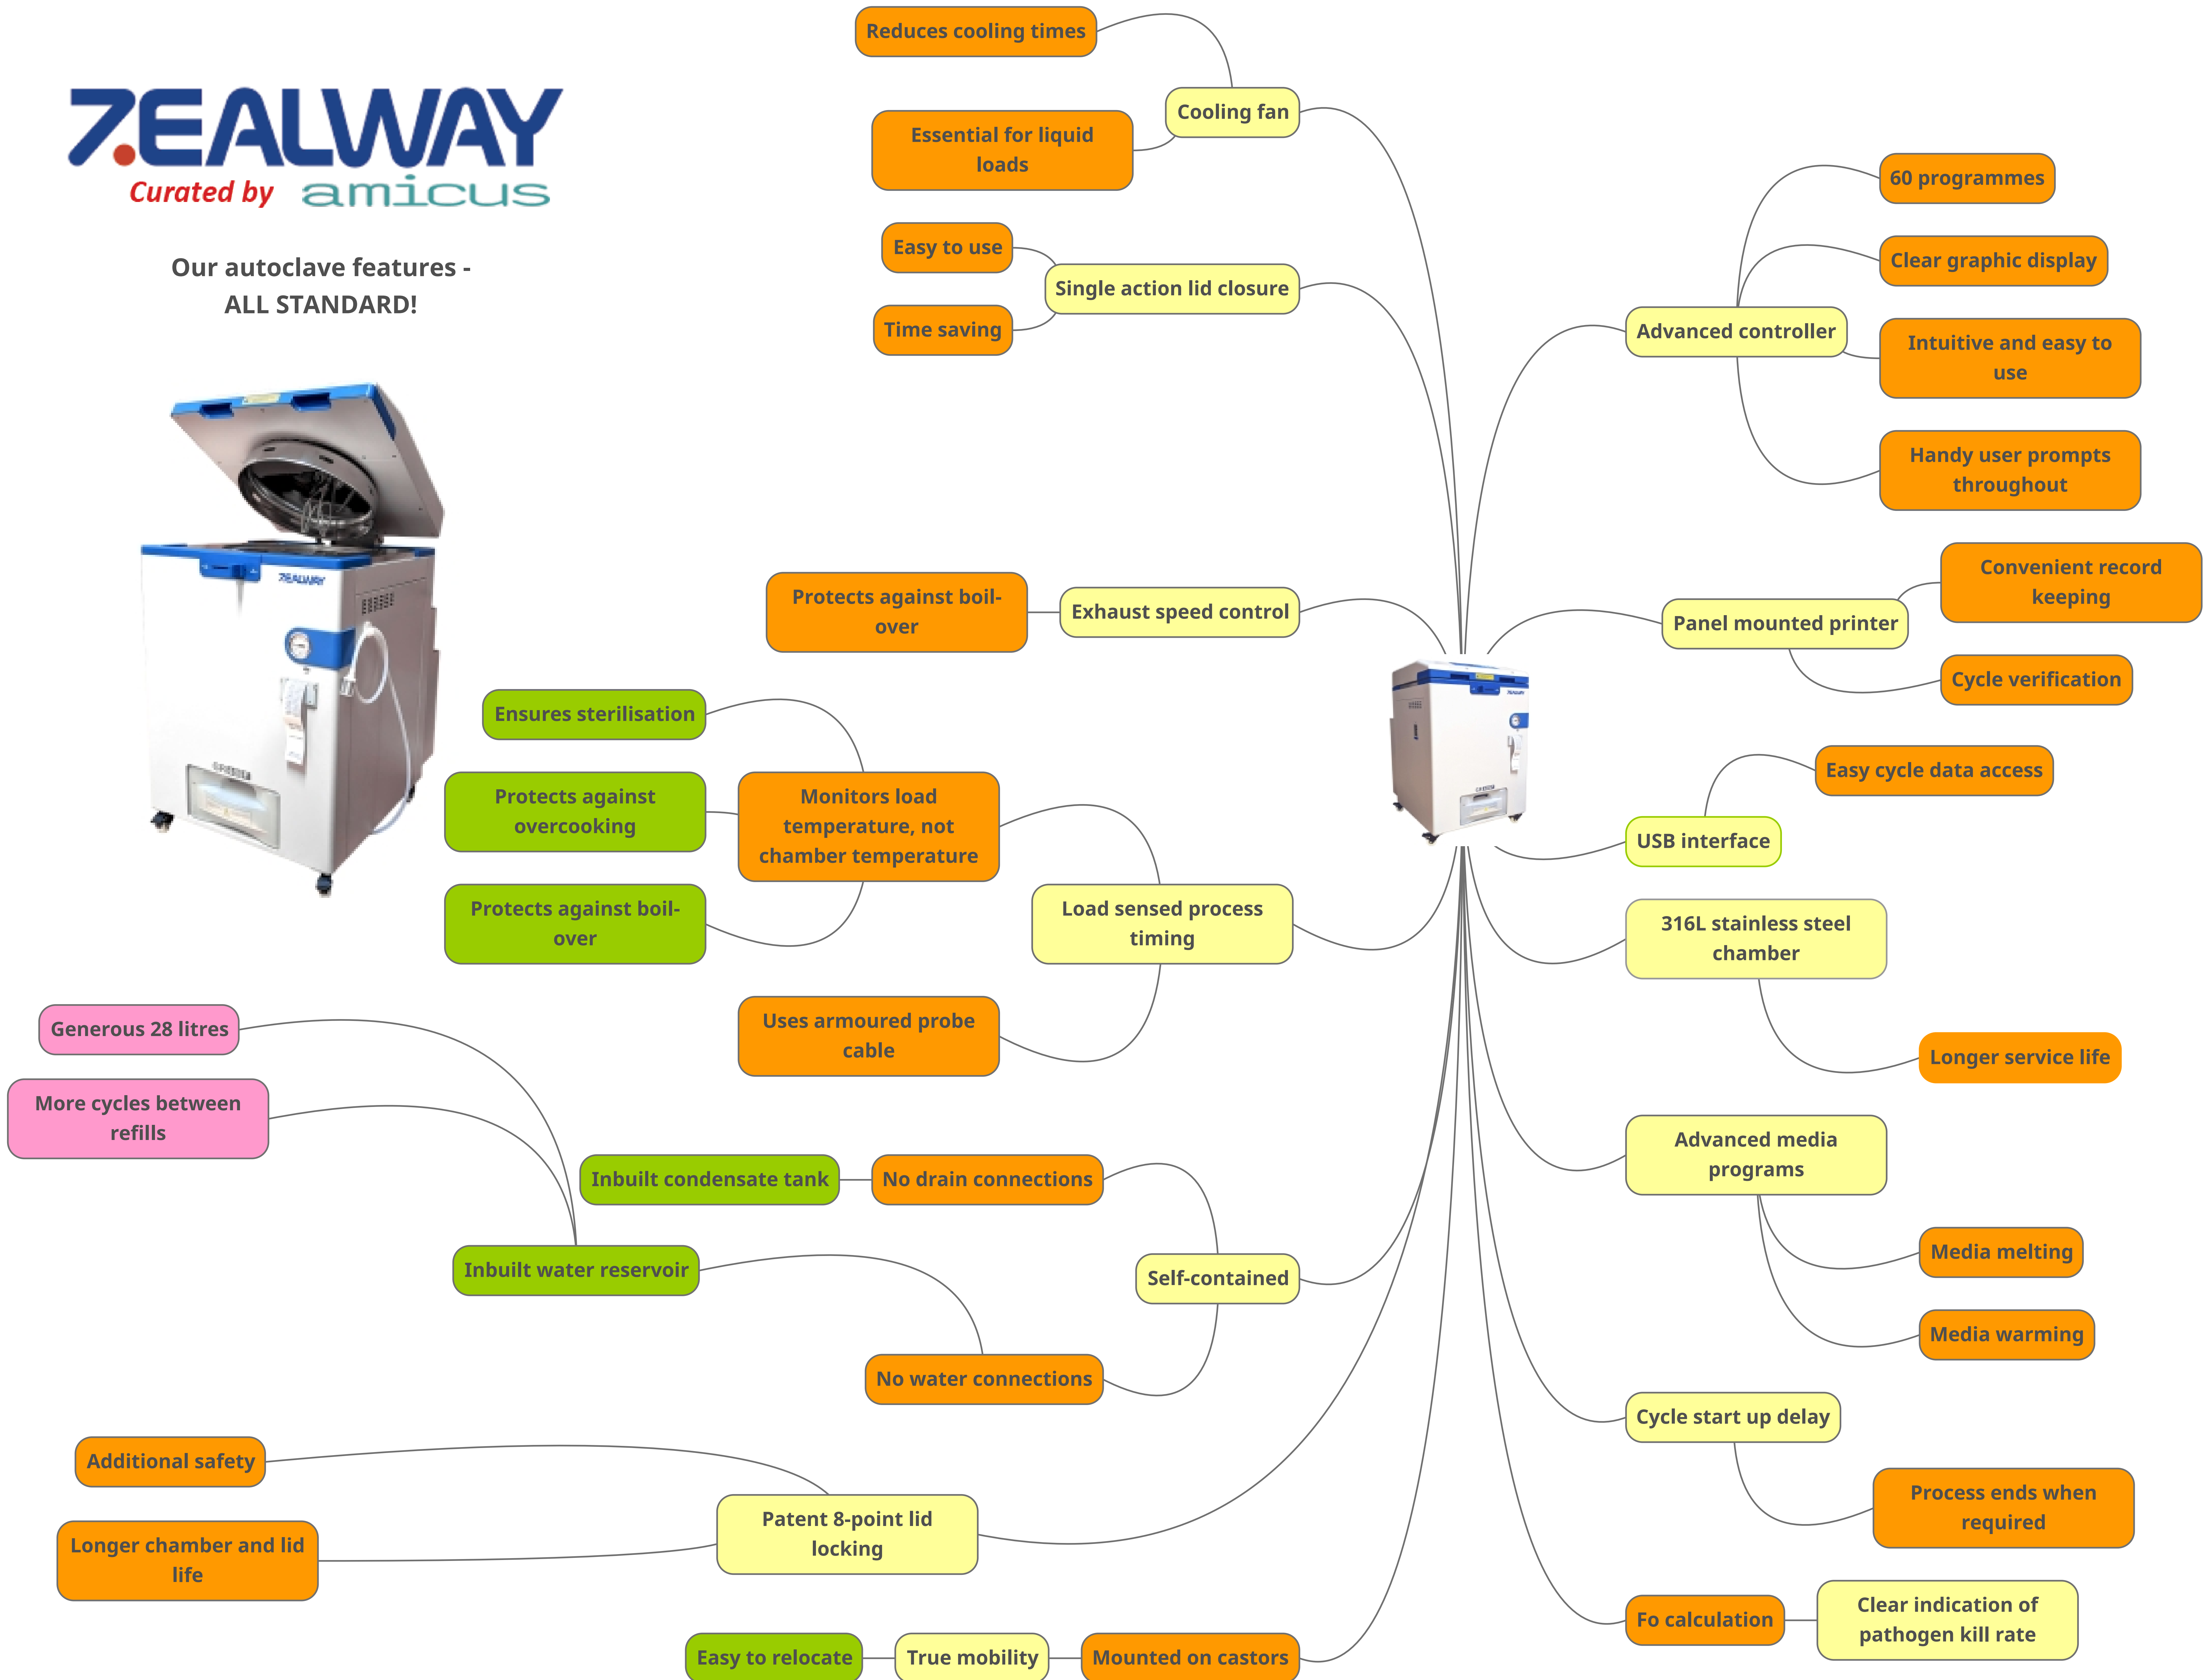 ZEALWAY
Curated by amicus
Our autoclave features -
ALL STANDARD!
ZEALWAY
Reduces cooling times
Cooling fan
Essential for liquid
loads
Easy to use
Single action lid closure
Time saving
Protects against boil-
over
Exhaust speed control
Ensures sterilisation
Protects against
overcooking
Protects against boil-
over
Monitors load
temperature, not
chamber temperature
Load sensed process
timing
Uses armoured probe
cable
Generous 28 litres
More cycles between
refills
Inbuilt condensate tank
No drain connections
Inbuilt water reservoir
Self-contained
No water connections
Additional safety
Longer chamber and lid
life
Patent 8-point lid
locking
Easy to relocate
True mobility
Mounted on castors
60 programmes
Clear graphic display
Advanced controller
Intuitive and easy to
use
Handy user prompts
throughout
Convenient record
keeping
Panel mounted printer
Cycle verification
ZEALWAY
Easy cycle data access
USB interface
316L stainless steel
chamber
Longer service life
Advanced media
programs
Media melting
Media warming
Cycle start up delay
Process ends when
required
Fo calculation
Clear indication of
pathogen kill rate